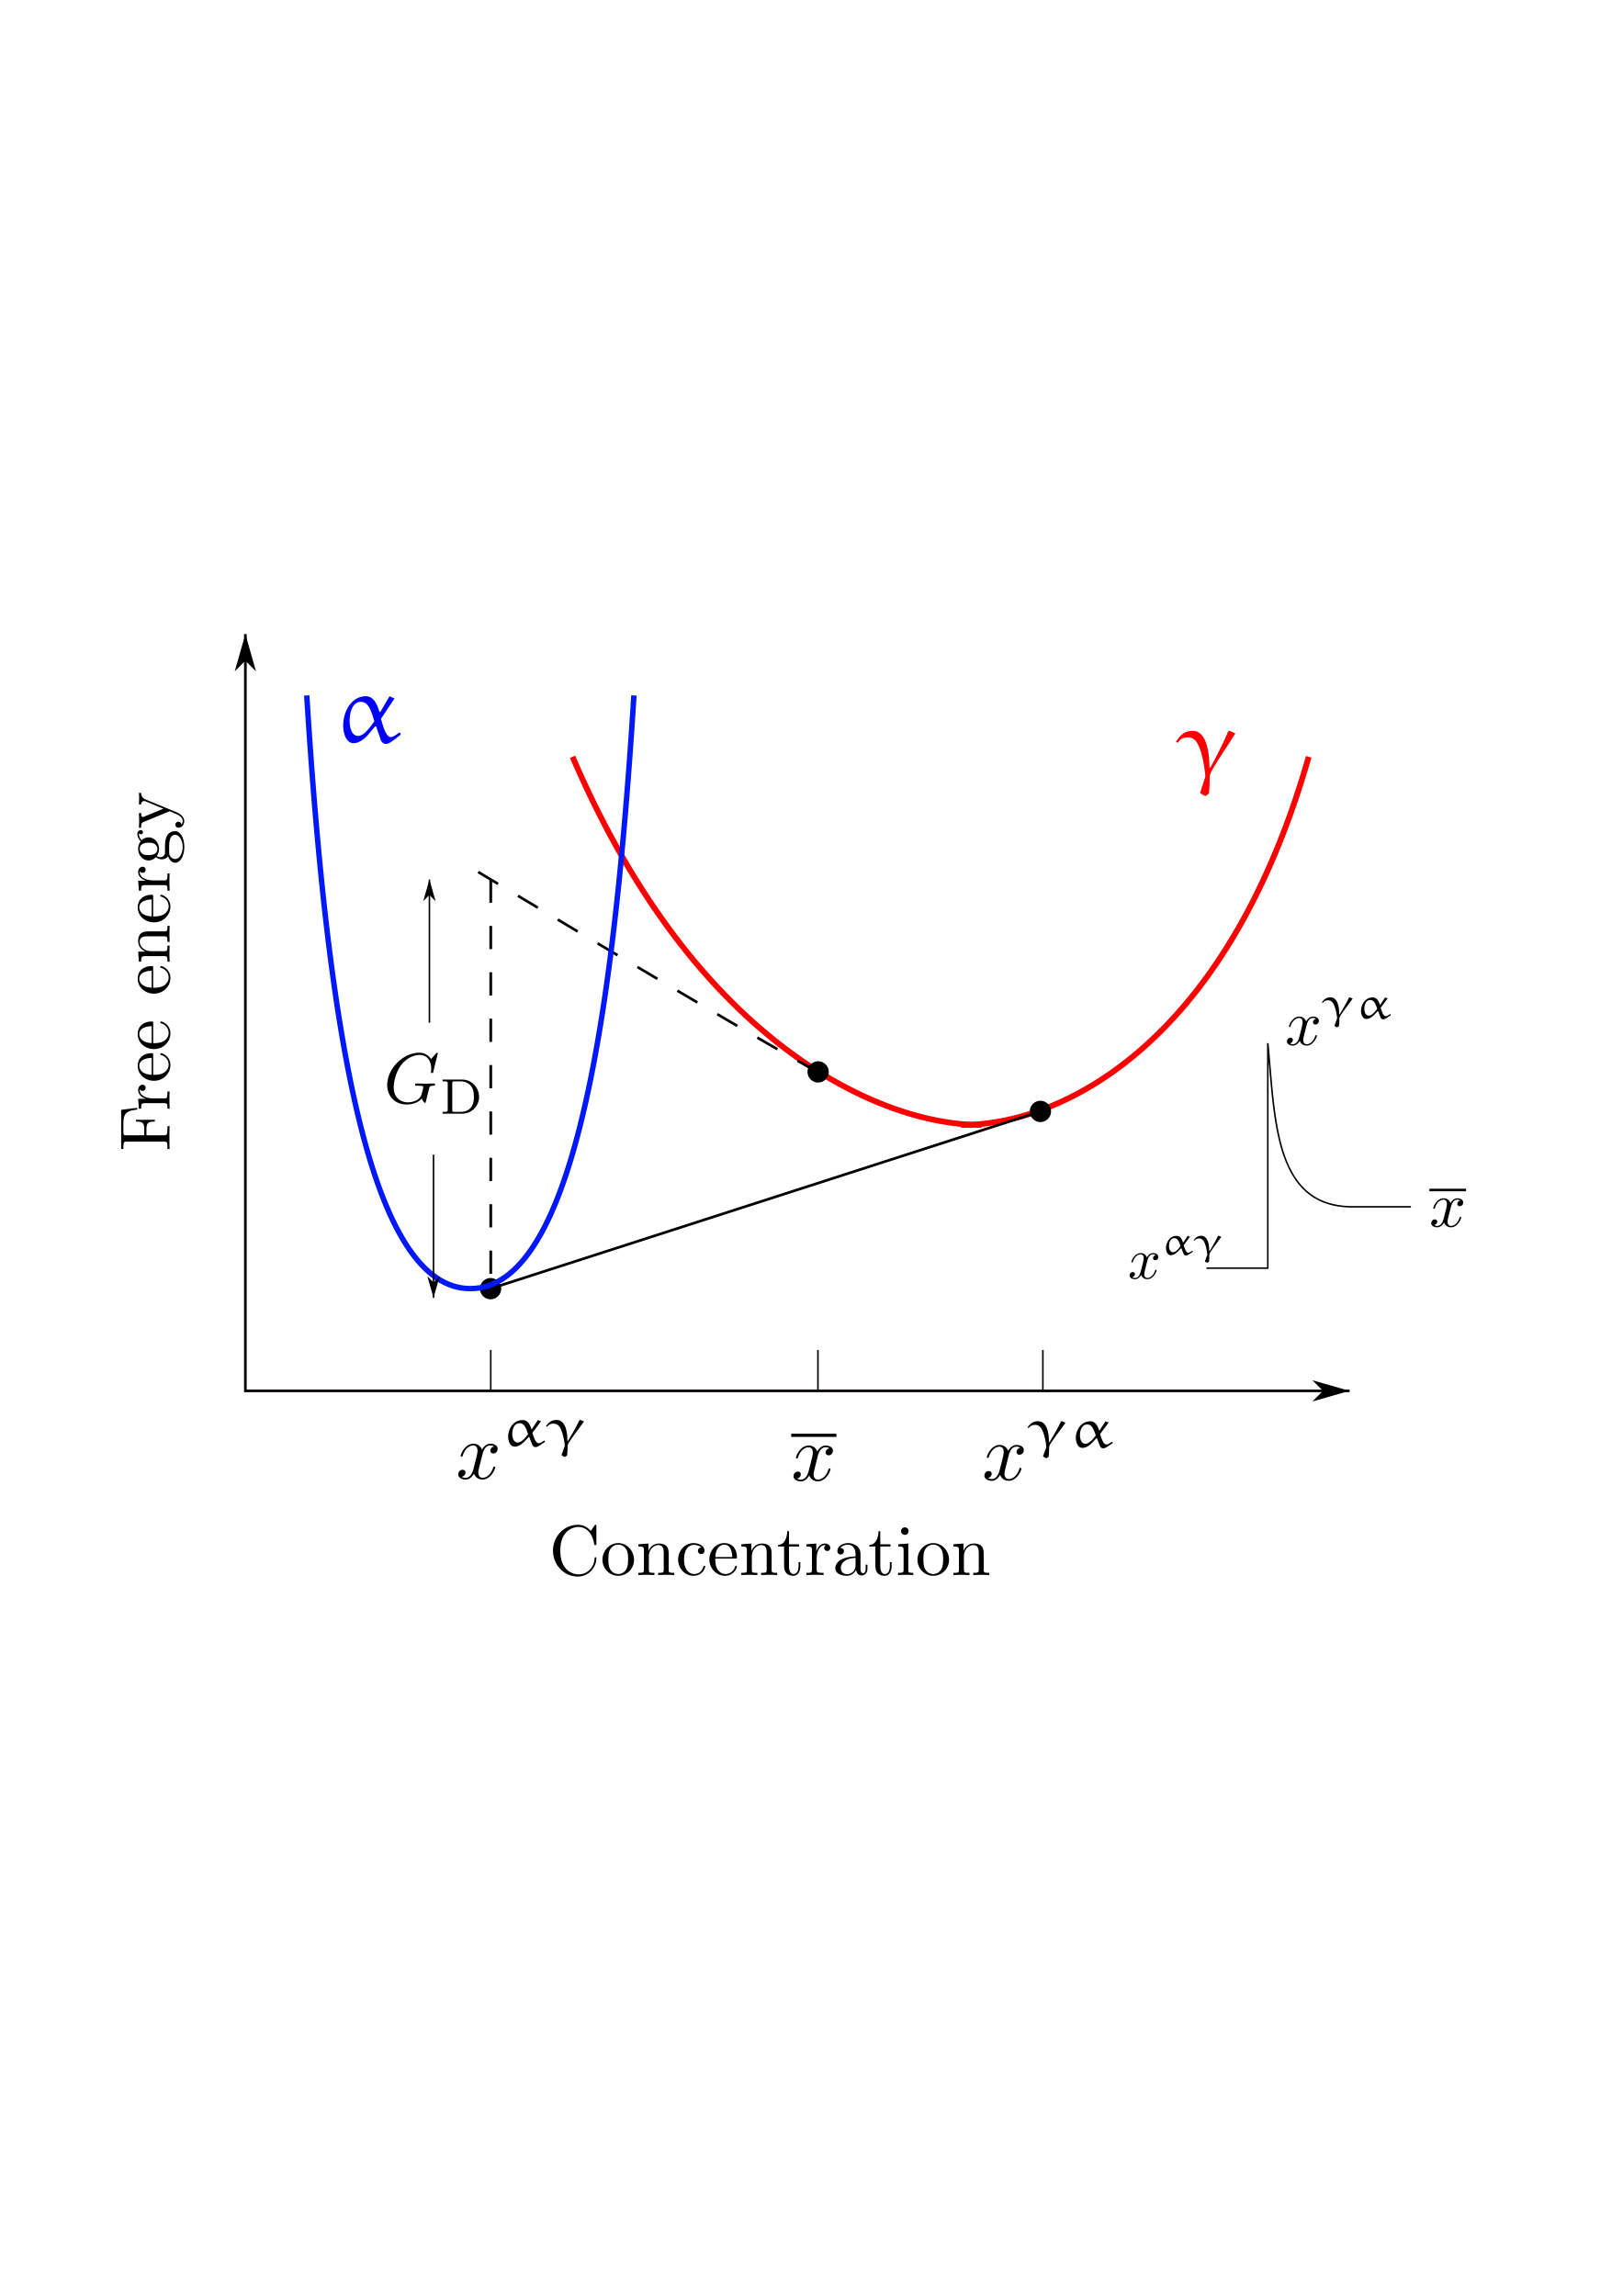 α
γ
Free energy
G_D
x^{γα}
x̅
x^{αγ}
x^{αγ}
x̅
x^{γα}
Concentration